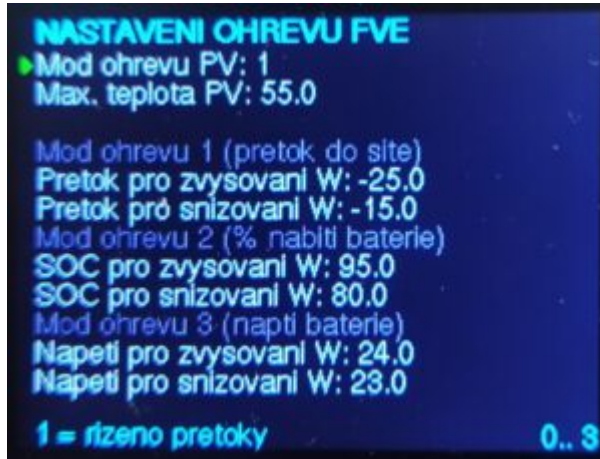 NASTAVENI OHREVU FVE
Mod ohrevu PV: 1
Max. teplota PV: 55.0
Mod ohrevu 1 (pretok do site)
Pretok pro zvysovani W: -25.0
Pretok pro snizovani W: -15.0
Mod ohrevu 2 (% nabiti baterie)
SOC pro zvysovani W: 95.0
SOC pro snizovani W: 80.0
Mod ohrevu 3 (napti baterie)
Napeti pro zvysovani W: 24.0
Napeti pro snizovani W: 23.0
1 = rizeno pretoky 0.. 3